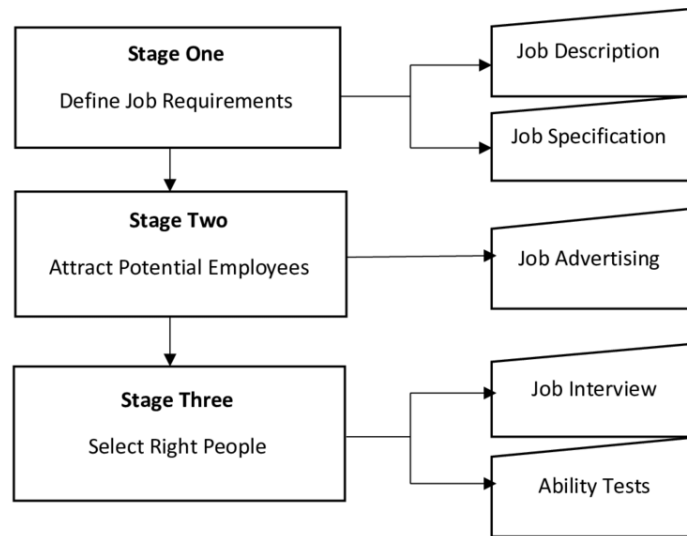 Stage One
Define Job Requirements
Job Description
Job Specification
Stage Two
Attract Potential Employees
Job Advertising
Stage Three
Select Right People
Job Interview
Ability Tests